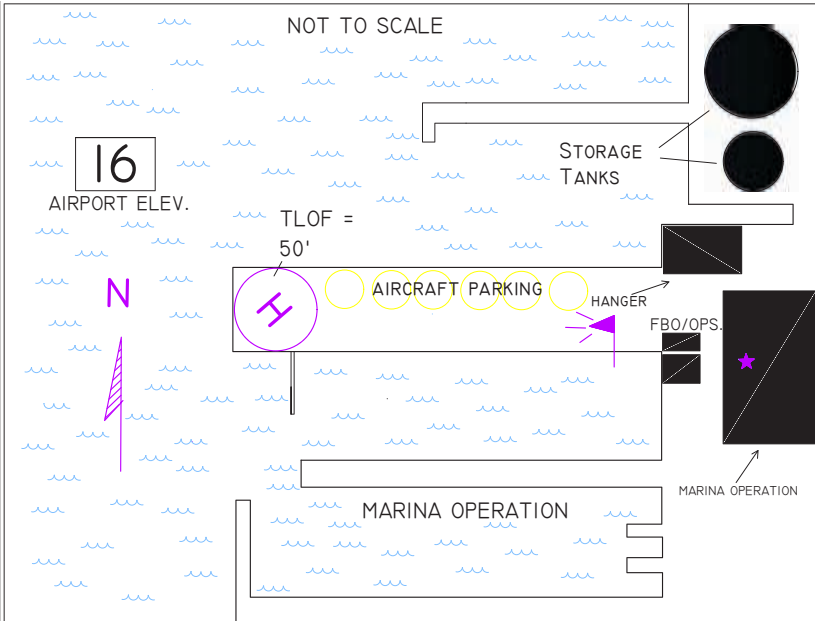 NOT TO SCALE
STORAGE
TANKS
16
AIRPORT ELEV.
TLOF =
50'
N
H
AIRCRAFT PARKING
HANGER
FBO/OPS.
MARINA OPERATION
MARINA OPERATION